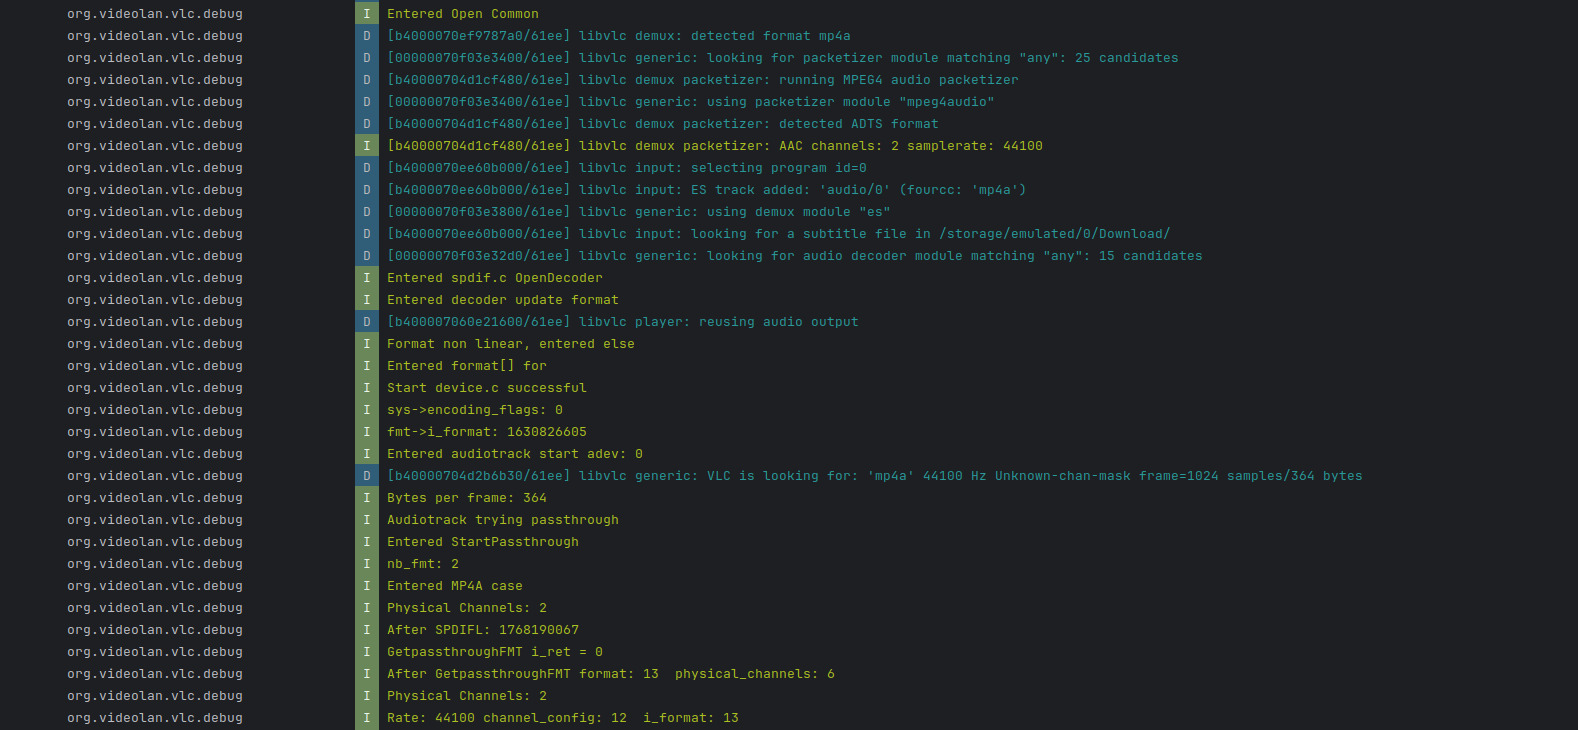 org.videolan.vlc.debug I Entered Open Common
org.videolan.vlc.debug D [b4000070ef9787a0/61ee] libvlc demux: detected format mp4a
org.videolan.vlc.debug D [00000070f03e3400/61ee] libvlc generic: looking for packetizer module matching "any": 25 candidates
org.videolan.vlc.debug D [b40000704d1cf480/61ee] libvlc demux packetizer: running MPEG4 audio packetizer
org.videolan.vlc.debug D [00000070f03e3400/61ee] libvlc generic: using packetizer module "mpeg4audio"
org.videolan.vlc.debug D [b40000704d1cf480/61ee] libvlc demux packetizer: detected ADTS format
org.videolan.vlc.debug I [b40000704d1cf480/61ee] libvlc demux packetizer: AAC channels: 2 samplerate: 44100
org.videolan.vlc.debug D [b4000070ee60b000/61ee] libvlc input: selecting program id=0
org.videolan.vlc.debug D [b4000070ee60b000/61ee] libvlc input: ES track added: 'audio/0' (fourcc: 'mp4a')
org.videolan.vlc.debug D [00000070f03e3800/61ee] libvlc generic: using demux module "es"
org.videolan.vlc.debug D [b4000070ee60b000/61ee] libvlc input: looking for a subtitle file in /storage/emulated/0/Download/
org.videolan.vlc.debug D [00000070f03e32d0/61ee] libvlc generic: looking for audio decoder module matching "any": 15 candidates
org.videolan.vlc.debug I Entered spdif.c OpenDecoder
org.videolan.vlc.debug I Entered decoder update format
org.videolan.vlc.debug D [b400007060e21600/61ee] libvlc player: reusing audio output
org.videolan.vlc.debug I Format non linear, entered else
org.videolan.vlc.debug I Entered format[] for
org.videolan.vlc.debug I Start device.c successful
org.videolan.vlc.debug I sys->encoding_flags: 0
org.videolan.vlc.debug I fmt->i_format: 1630826605
org.videolan.vlc.debug I Entered audiotrack start adev: 0
org.videolan.vlc.debug D [b40000704d2b6b30/61ee] libvlc generic: VLC is looking for: 'mp4a' 44100 Hz Unknown-chan-mask frame=1024 samples/364 bytes
org.videolan.vlc.debug I Bytes per frame: 364
org.videolan.vlc.debug I Audiotrack trying passthrough
org.videolan.vlc.debug I Entered StartPassthrough
org.videolan.vlc.debug I nb_fmt: 2
org.videolan.vlc.debug I Entered MP4A case
org.videolan.vlc.debug I Physical Channels: 2
org.videolan.vlc.debug I After SPDIFL: 1768190067
org.videolan.vlc.debug I GetpassthroughFMT i_ret = 0
org.videolan.vlc.debug I After GetpassthroughFMT format: 13  physical_channels: 6
org.videolan.vlc.debug I Physical Channels: 2
org.videolan.vlc.debug I Rate: 44100 channel_config: 12  i_format: 13